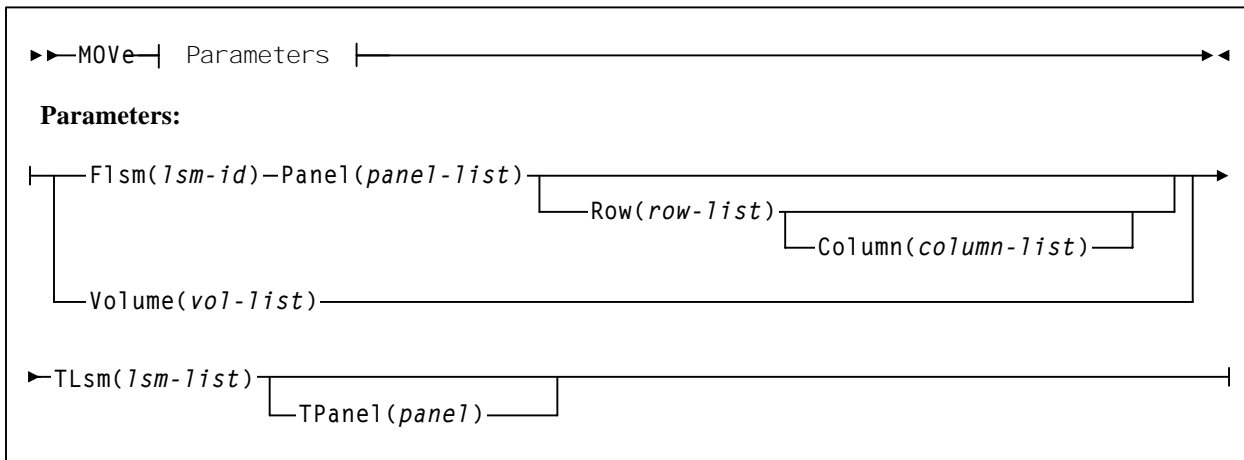 MOVe Parameters
Parameters:
Flsm(lsm-id) Panel(panel-list)
Row(row-list)
Column(column-list)
Volume(vol-list)
TLsm(lsm-list)
TPanel(panel)